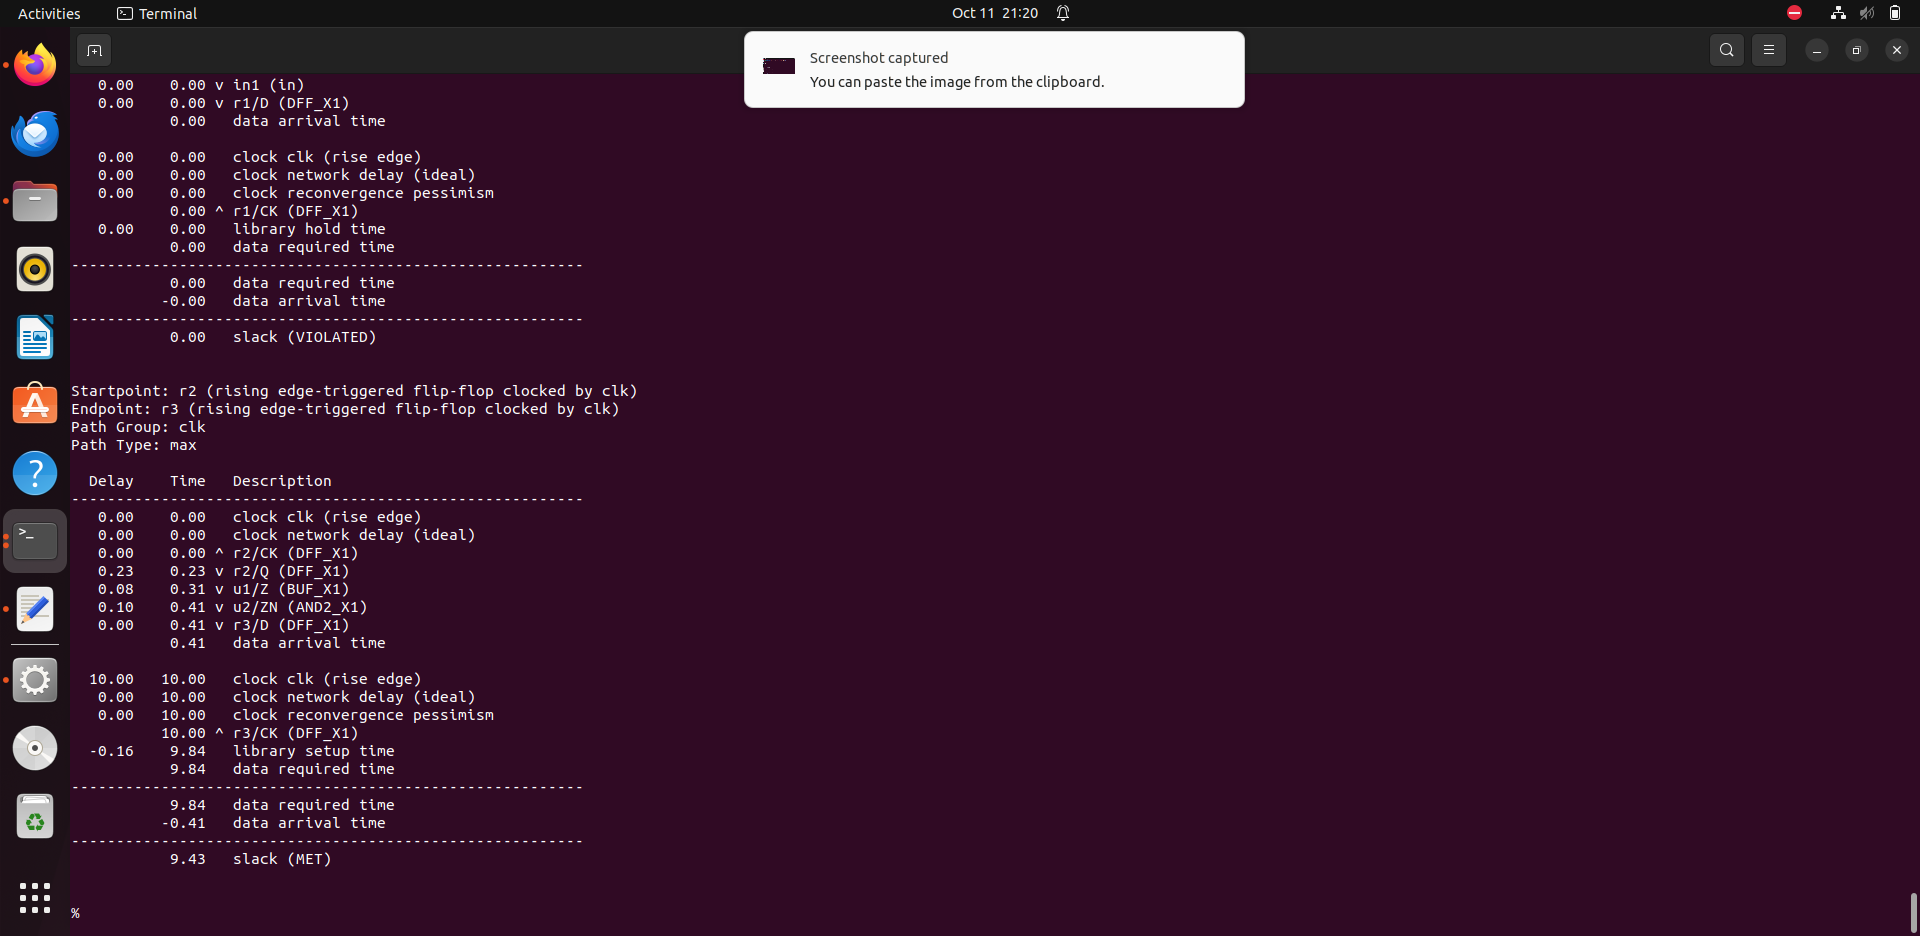 Activities Terminal Oct 11 21:20
Screenshot captured
You can paste the image from the clipboard.
0.00 0.00 v in1 (in)
0.00 0.00 v r1/D (DFF_X1)
0.00 data arrival time
0.00 0.00 clock clk (rise edge)
0.00 0.00 clock network delay (ideal)
0.00 0.00 clock reconvergence pessimism
0.00 ^ r1/CK (DFF_X1)
0.00 0.00 library hold time
0.00 data required time
---------------------------------------------------------
0.00 data required time
-0.00 data arrival time
---------------------------------------------------------
0.00 slack (VIOLATED)
Startpoint: r2 (rising edge-triggered flip-flop clocked by clk)
Endpoint: r3 (rising edge-triggered flip-flop clocked by clk)
Path Group: clk
Path Type: max
Delay Time Description
---------------------------------------------------------
0.00 0.00 clock clk (rise edge)
0.00 0.00 clock network delay (ideal)
0.00 0.00 ^ r2/CK (DFF_X1)
0.23 0.23 v r2/Q (DFF_X1)
0.08 0.31 v u1/Z (BUF_X1)
0.10 0.41 v u2/ZN (AND2_X1)
0.00 0.41 v r3/D (DFF_X1)
0.41 data arrival time
10.00 10.00 clock clk (rise edge)
0.00 10.00 clock network delay (ideal)
0.00 10.00 clock reconvergence pessimism
10.00 ^ r3/CK (DFF_X1)
-0.16 9.84 library setup time
9.84 data required time
---------------------------------------------------------
9.84 data required time
-0.41 data arrival time
---------------------------------------------------------
9.43 slack (MET)
%